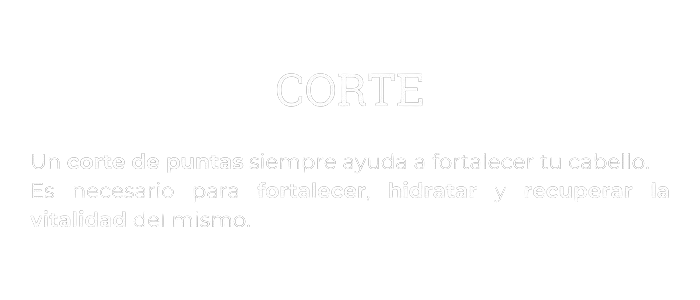 CORTE
Un corte de puntas siempre ayuda a fortalecer tu cabello.
Es necesario para fortalecer, hidratar y recuperar la
vitalidad del mismo.